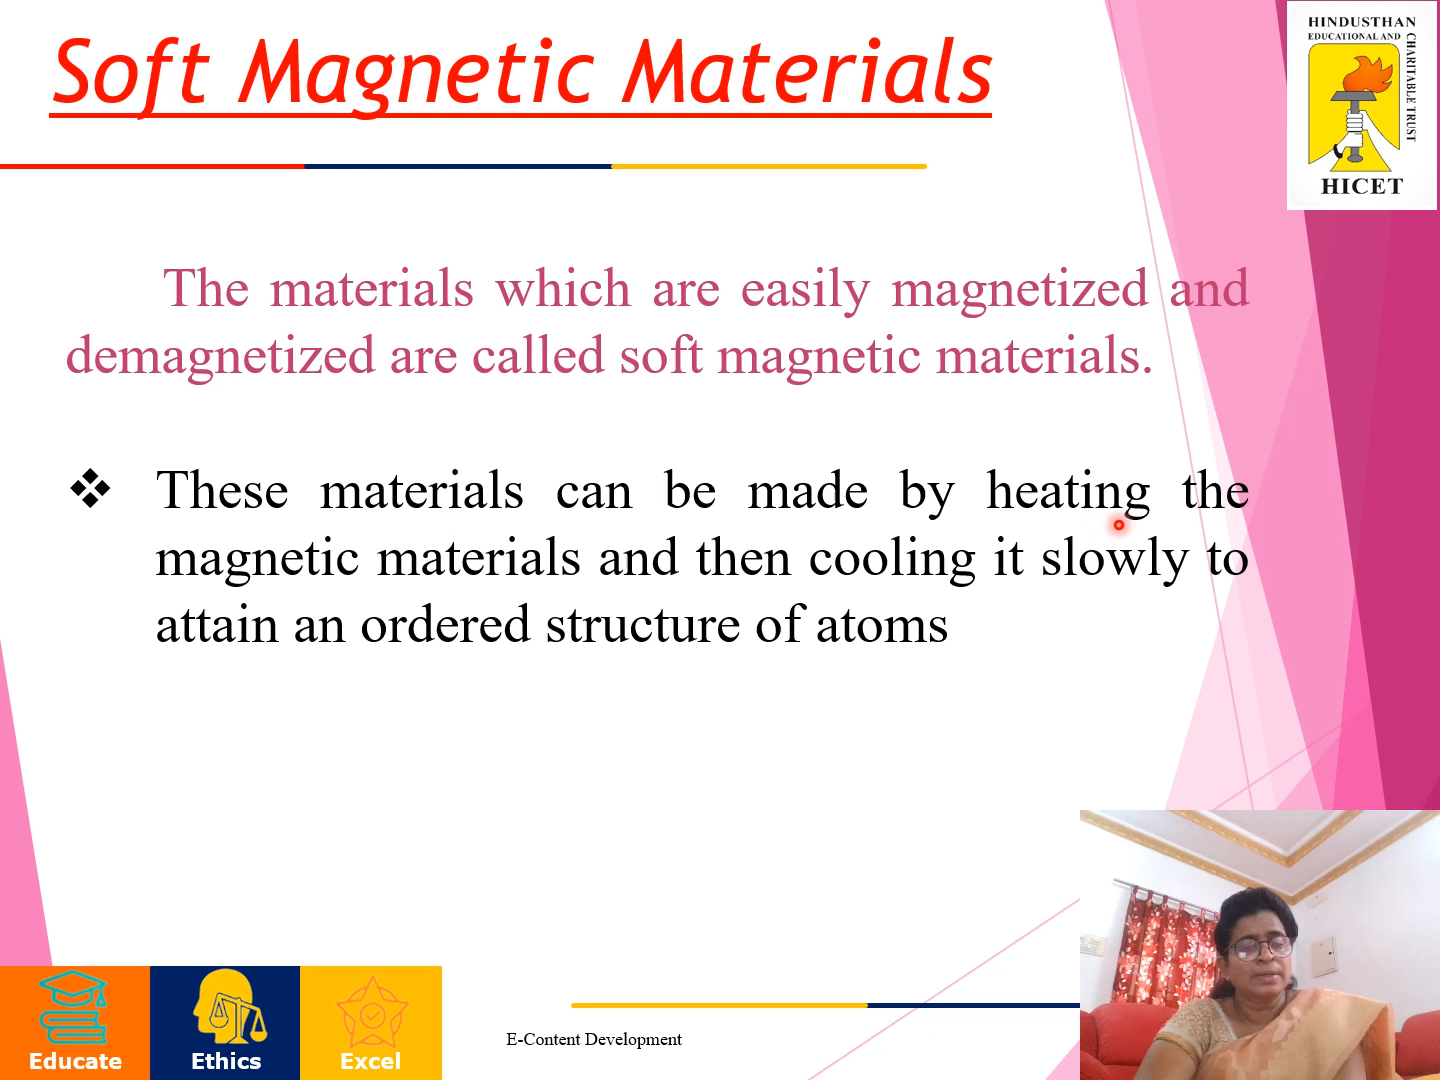 Soft Magnetic Materials
HINDUSTHAN
EDUCATIONAL AND
CHARITABLE TRUST
HICET
The materials which are easily magnetized and
demagnetized are called soft magnetic materials.
❖ These materials can be made by heating the
magnetic materials and then cooling it slowly to
attain an ordered structure of atoms
Educate
Ethics
Excel
E-Content Development